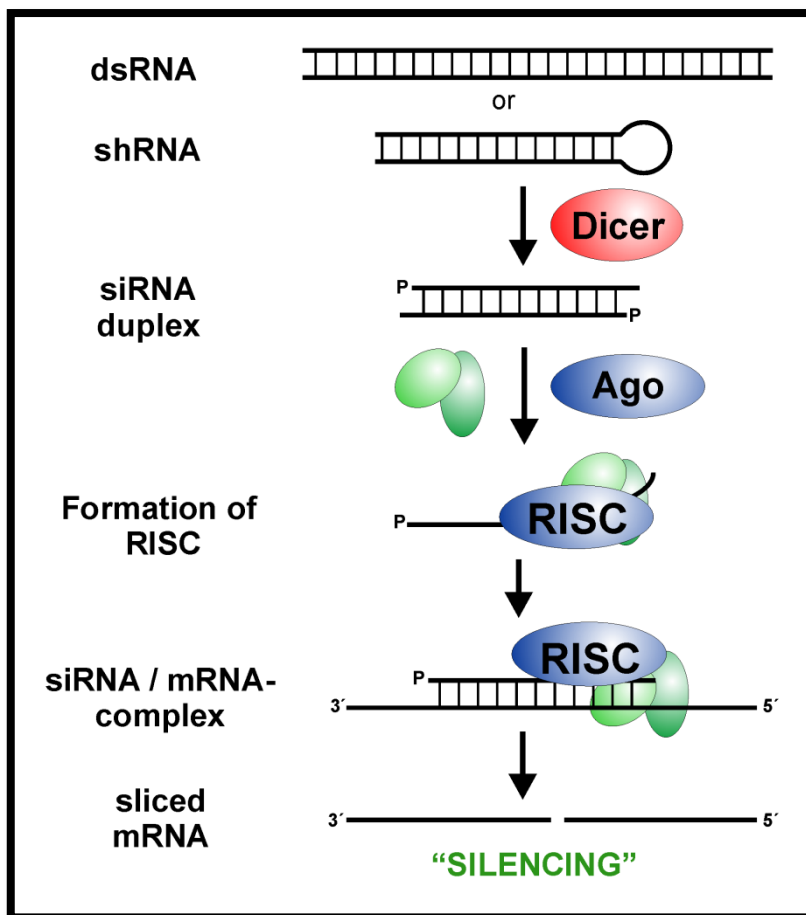 dsRNA
or
shRNA
Dicer
siRNA
duplex
P
P
Ago
Formation of
RISC
P
RISC
siRNA / mRNA-
complex
RISC
P
3´
5´
sliced
mRNA
3´
5´
“SILENCING”